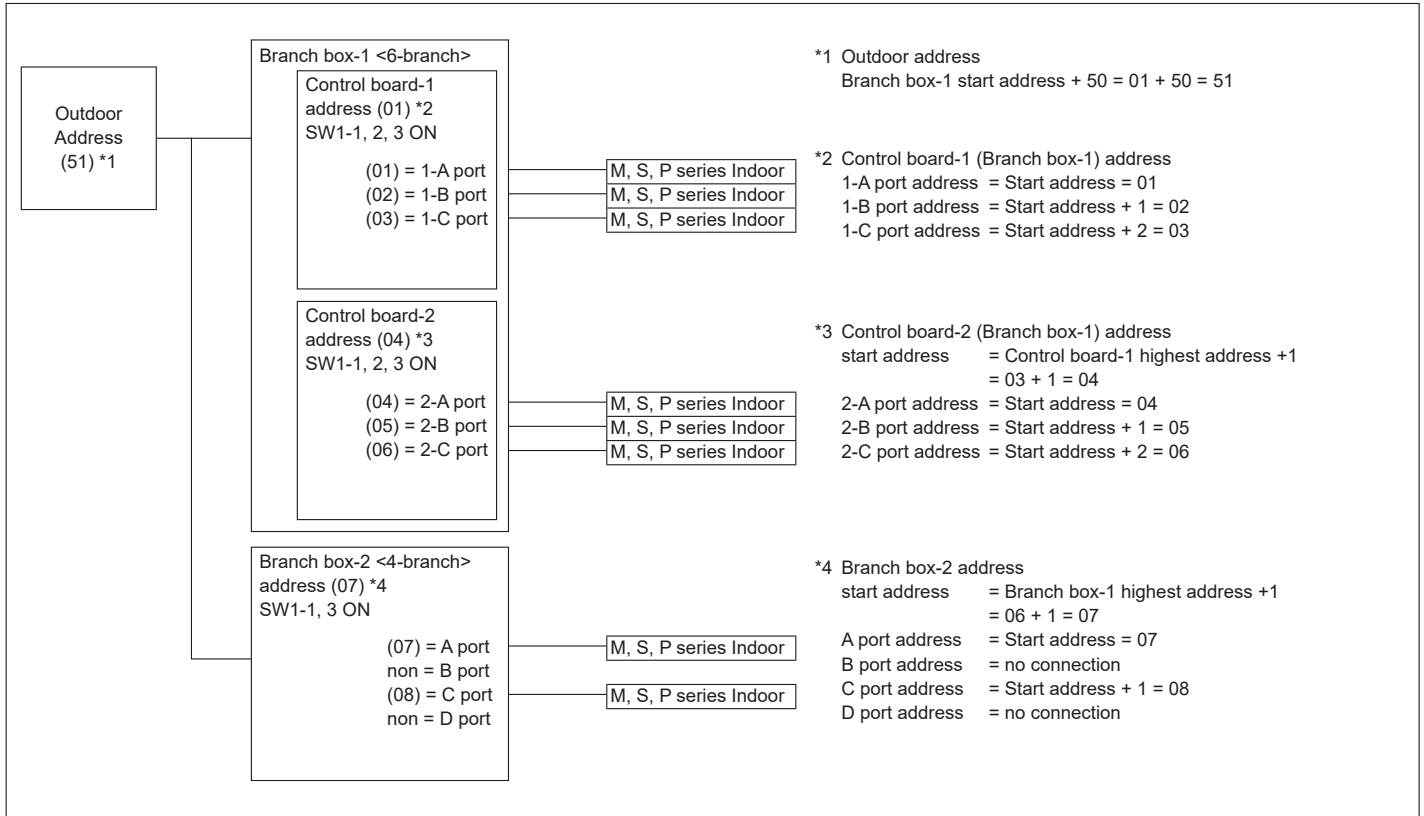 Outdoor
Address
(51) *1
Branch box-1 <6-branch>
Control board-1
address (01) *2
SW1-1, 2, 3 ON
(01) = 1-A port
(02) = 1-B port
(03) = 1-C port
M, S, P series Indoor
M, S, P series Indoor
M, S, P series Indoor
Control board-2
address (04) *3
SW1-1, 2, 3 ON
(04) = 2-A port
(05) = 2-B port
(06) = 2-C port
M, S, P series Indoor
M, S, P series Indoor
M, S, P series Indoor
Branch box-2 <4-branch>
address (07) *4
SW1-1, 3 ON
(07) = A port
non = B port
(08) = C port
non = D port
M, S, P series Indoor
M, S, P series Indoor
*1 Outdoor address
Branch box-1 start address + 50 = 01 + 50 = 51
*2 Control board-1 (Branch box-1) address
1-A port address = Start address = 01
1-B port address = Start address + 1 = 02
1-C port address = Start address + 2 = 03
*3 Control board-2 (Branch box-1) address
start address = Control board-1 highest address +1
= 03 + 1 = 04
2-A port address = Start address = 04
2-B port address = Start address + 1 = 05
2-C port address = Start address + 2 = 06
*4 Branch box-2 address
start address = Branch box-1 highest address +1
= 06 + 1 = 07
A port address = Start address = 07
B port address = no connection
C port address = Start address + 1 = 08
D port address = no connection